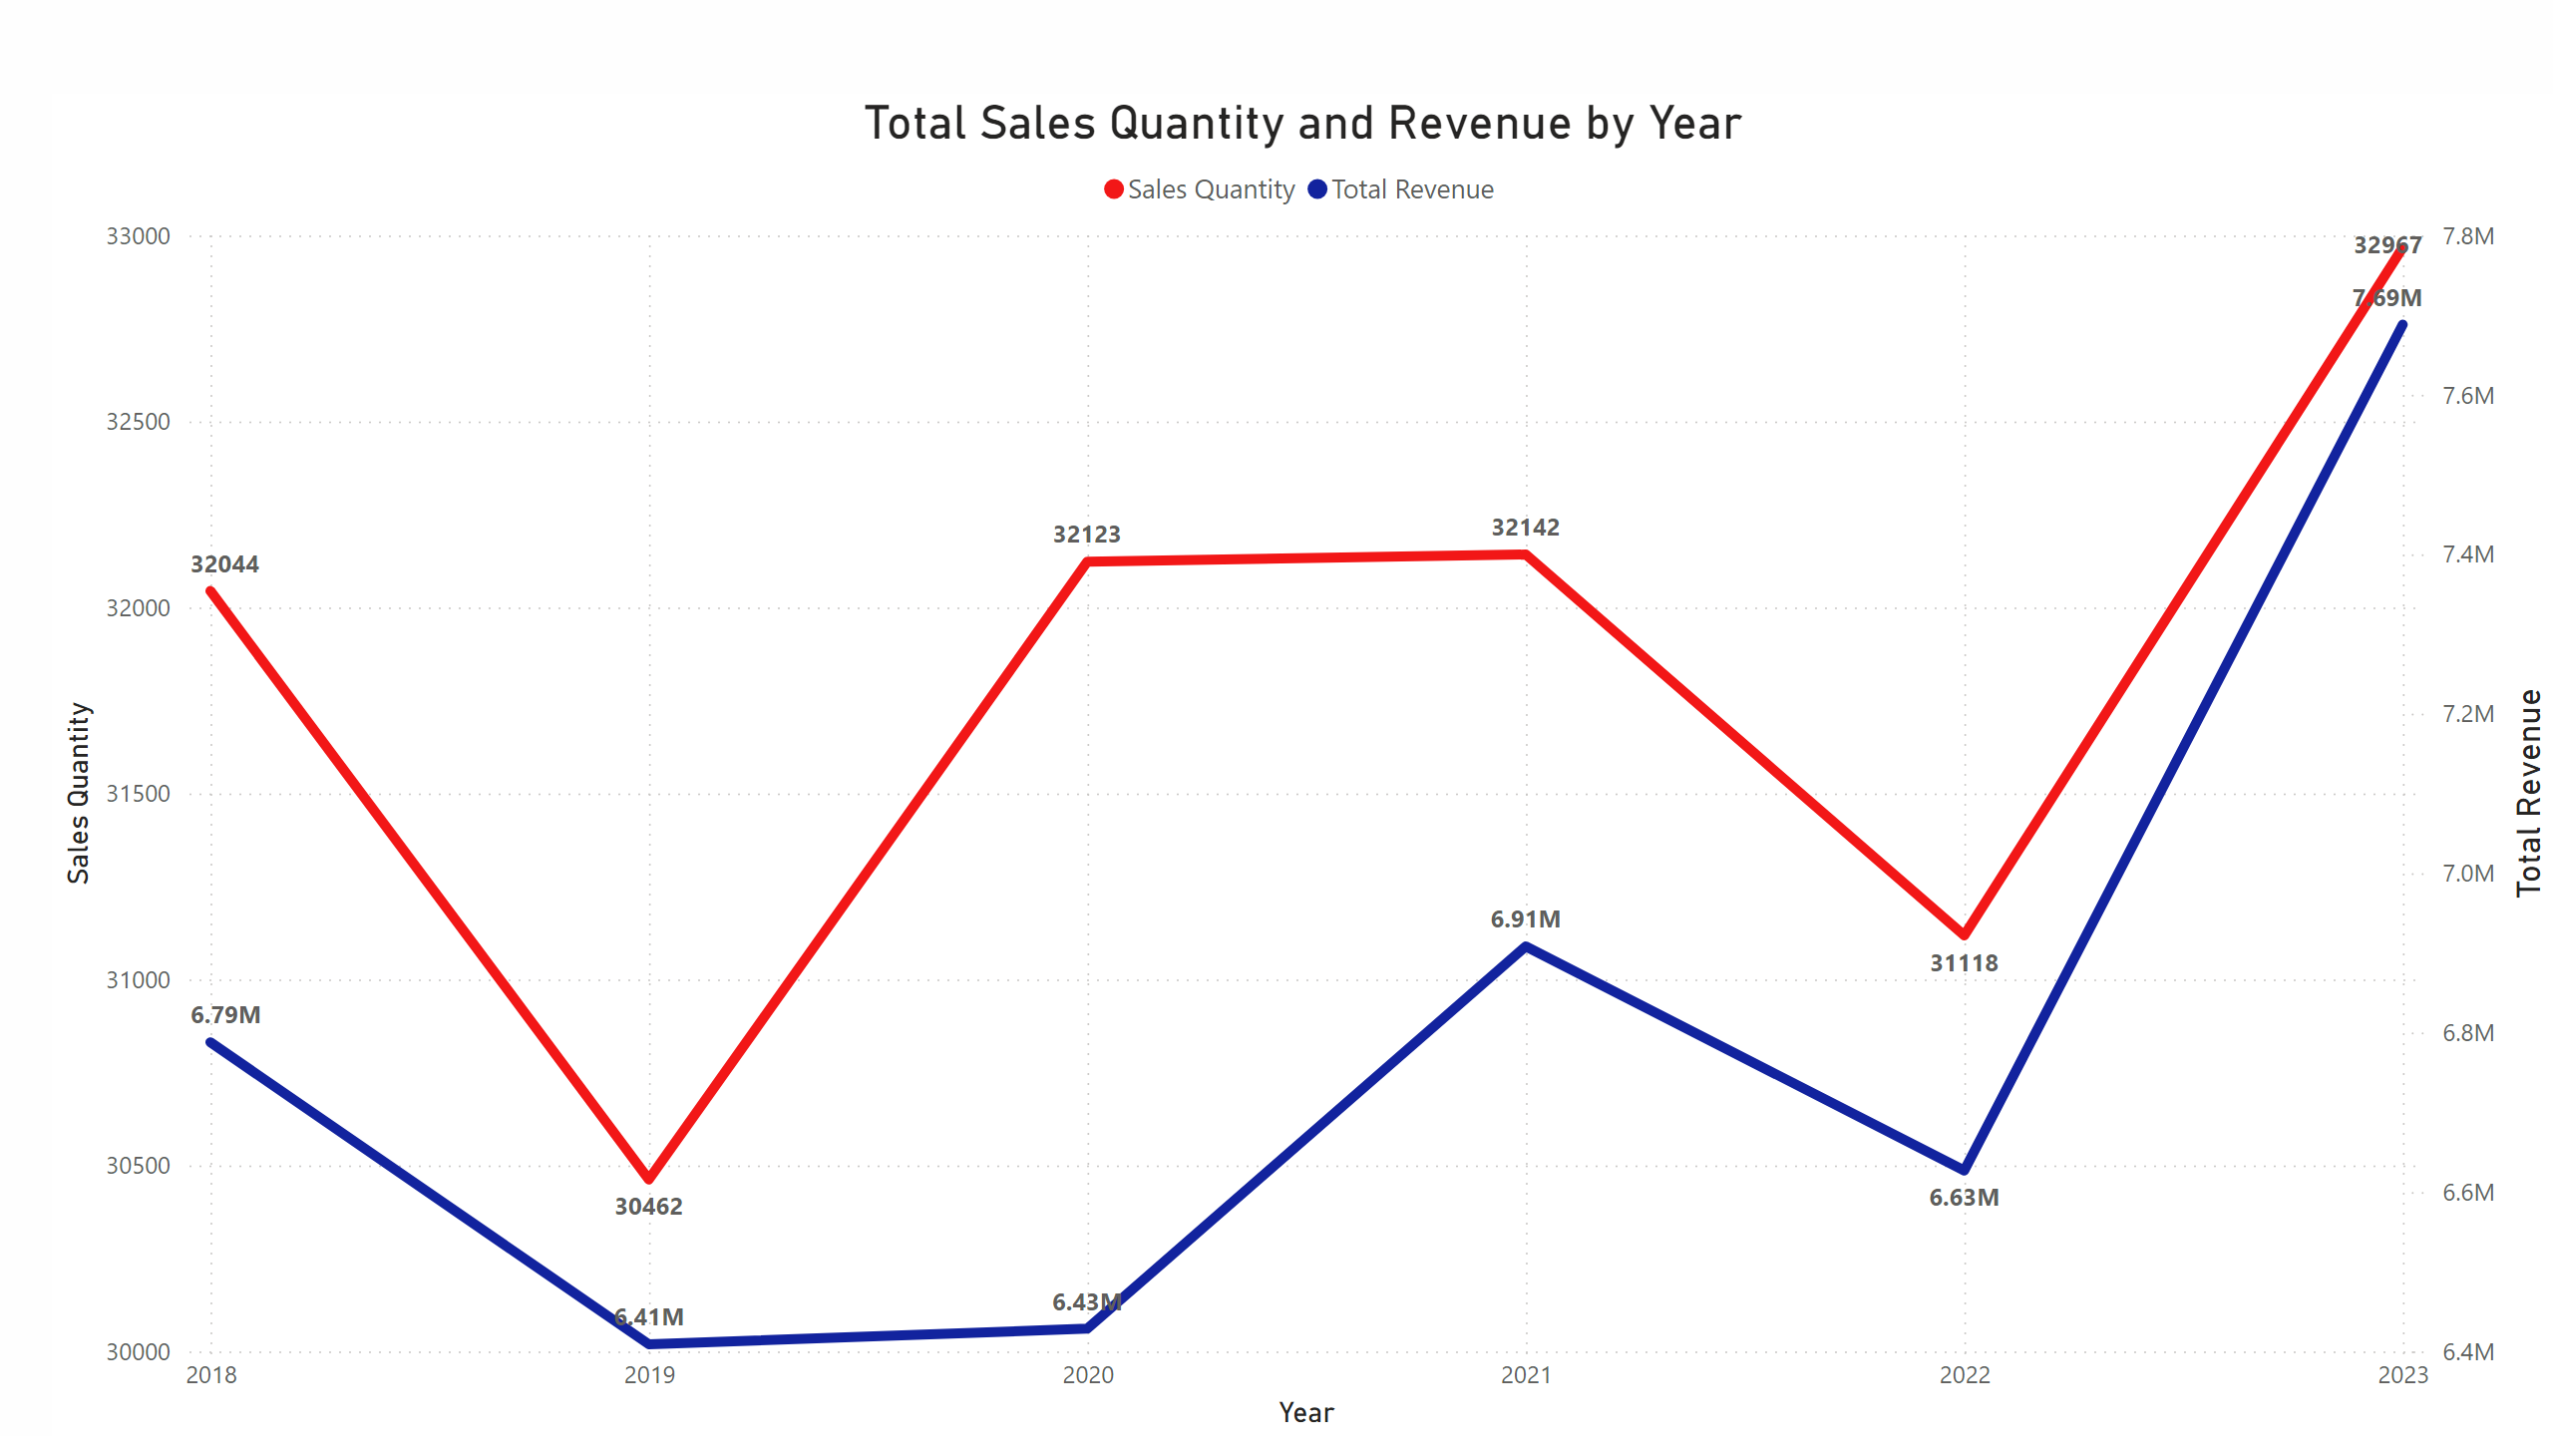 Total Sales Quantity and Revenue by Year
Sales Quantity Total Revenue
33000
32500
32000
31500
31000
30500
30000
Sales Quantity
7.8M
7.6M
7.4M
7.2M
7.0M
6.8M
6.6M
6.4M
Total Revenue
32044
30462
32123
32142
31118
32967
6.79M
6.41M
6.43M
6.91M
6.63M
7.69M
2018 2019 2020 2021 2022 2023
Year